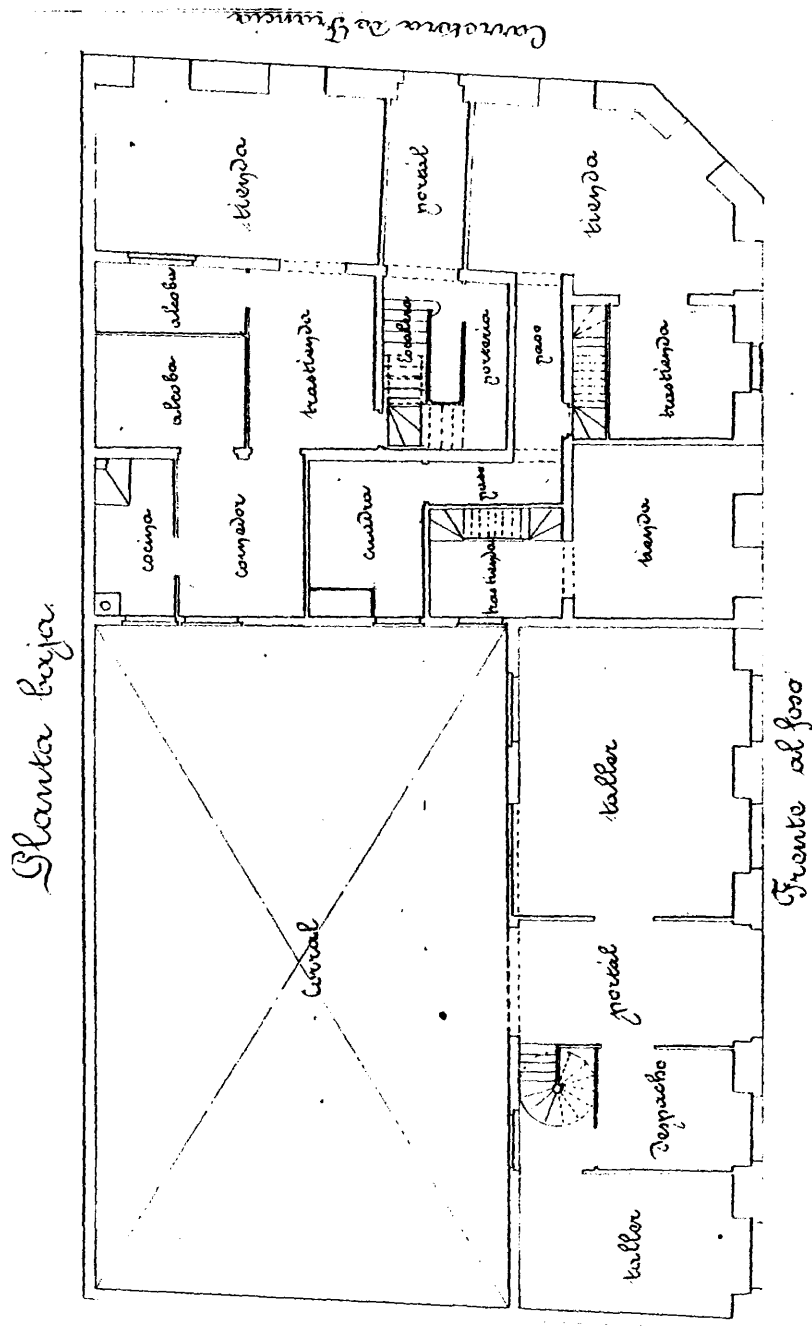 Planta baja.
Carretera de Francia
tienda
portal
tienda
alcoba
alcoba
trastienda
Escalera
portería
paso
trastienda
cocina
comedor
cuadra
paso
trastienda
tienda
Corral
taller
portal
Despacho
taller
Frente al foso